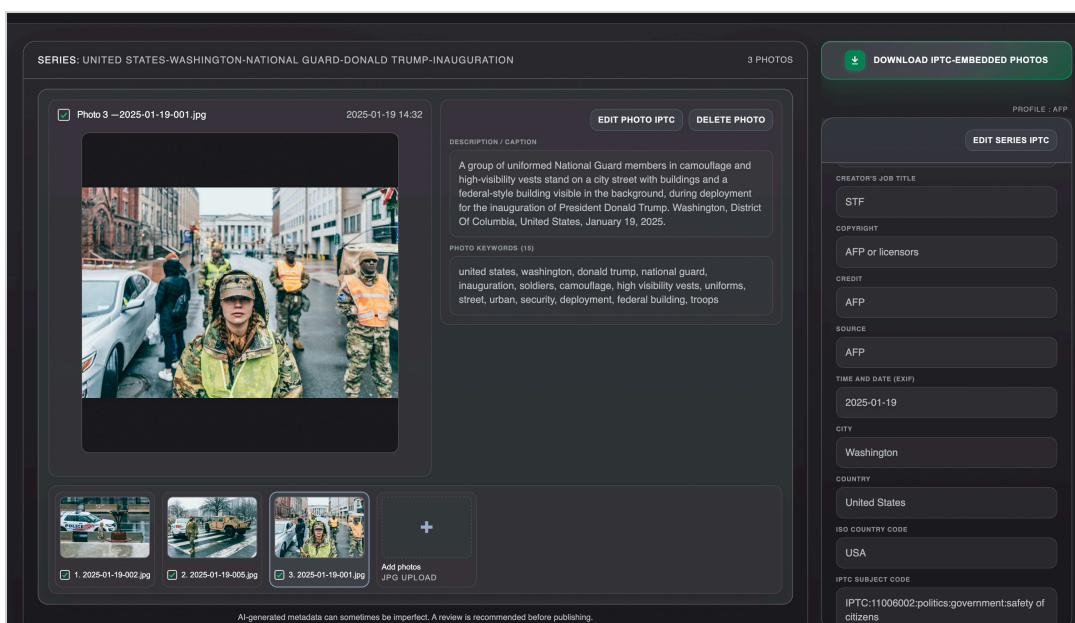 SERIES: UNITED STATES-WASHINGTON-NATIONAL GUARD-DONALD TRUMP-INAUGURATION
3 PHOTOS
Photo 3 —2025-01-19-001.jpg
2025-01-19 14:32
EDIT PHOTO IPTC
DELETE PHOTO
DESCRIPTION / CAPTION
A group of uniformed National Guard members in camouflage and
high-visibility vests stand on a city street with buildings and a
federal-style building visible in the background, during deployment
for the inauguration of President Donald Trump. Washington, District
Of Columbia, United States, January 19, 2025.
PHOTO KEYWORDS (15)
united states, washington, donald trump, national guard,
inauguration, soldiers, camouflage, high visibility vests, uniforms,
street, urban, security, deployment, federal building, troops
POLICE
1. 2025-01-19-002.jpg
2. 2025-01-19-005.jpg
3. 2025-01-19-001.jpg
+
Add photos
JPG UPLOAD
AI-generated metadata can sometimes be imperfect. A review is recommended before publishing.
DOWNLOAD IPTC-EMBEDDED PHOTOS
PROFILE : AFP
EDIT SERIES IPTC
CREATOR'S JOB TITLE
STF
COPYRIGHT
AFP or licensors
CREDIT
AFP
SOURCE
AFP
TIME AND DATE (EXIF)
2025-01-19
CITY
Washington
COUNTRY
United States
ISO COUNTRY CODE
USA
IPTC SUBJECT CODE
IPTC:11006002:politics:government:safety of
citizens